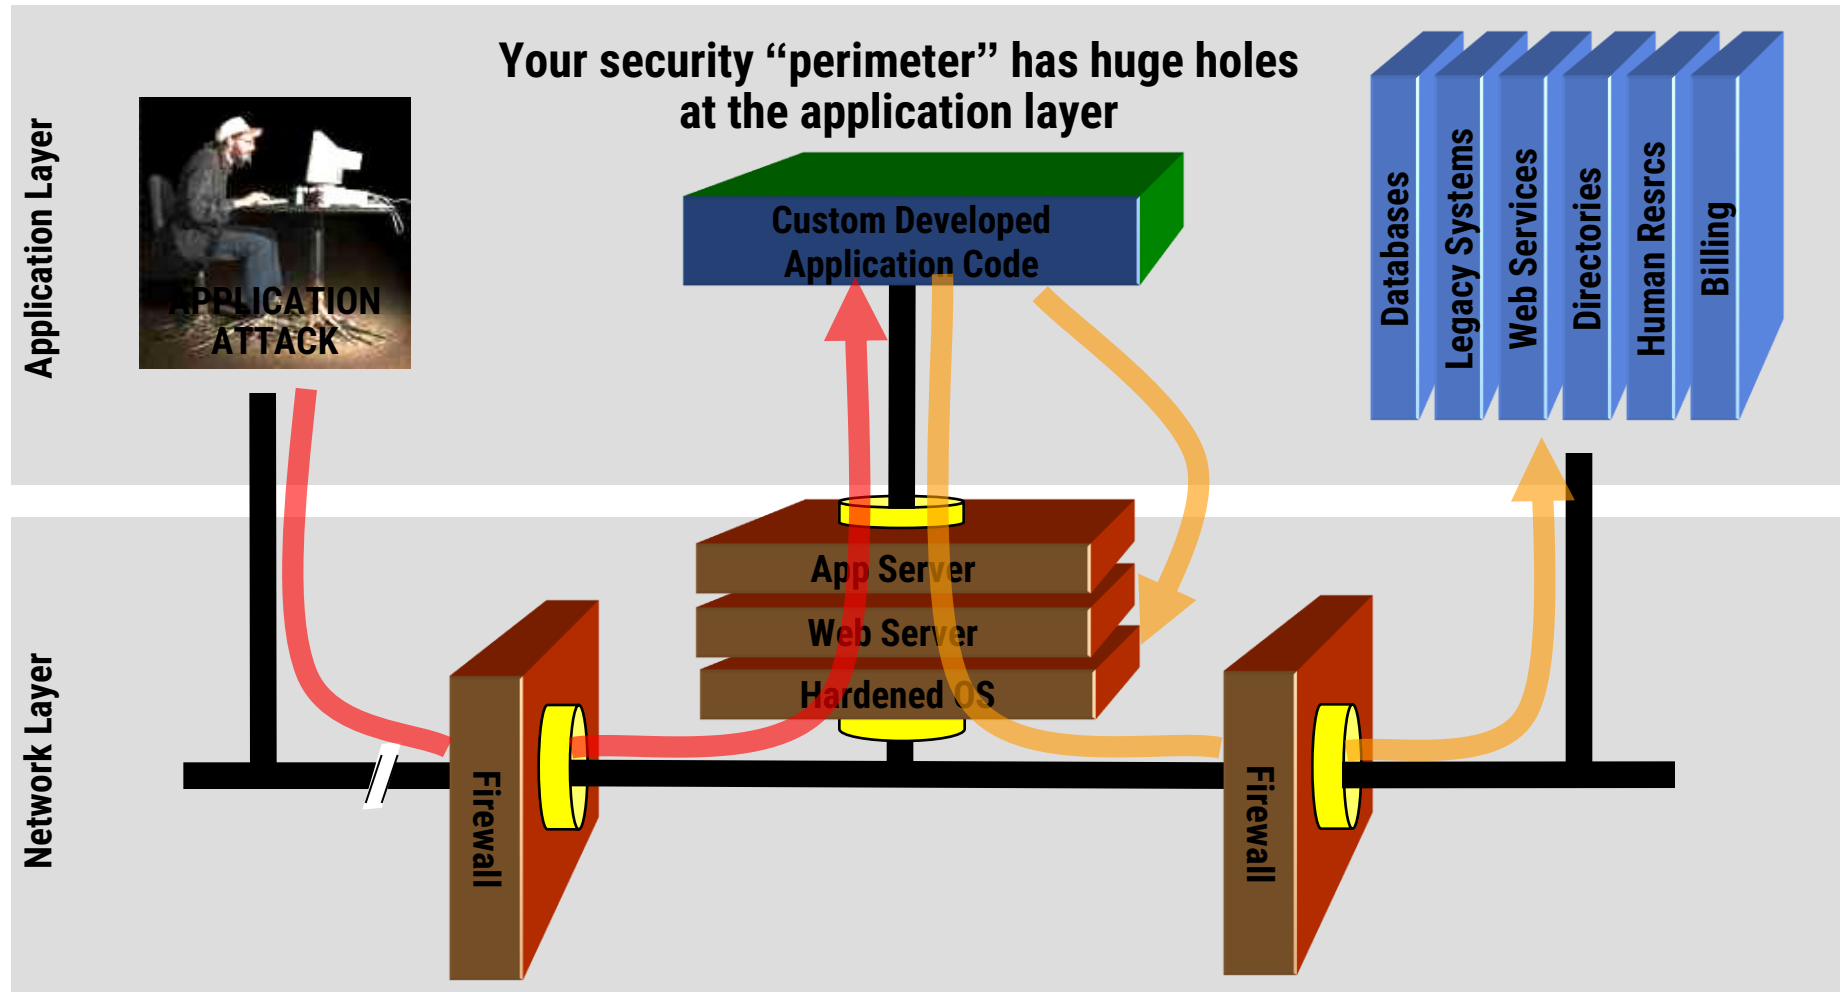 Your security “perimeter” has huge holes
at the application layer
Application Layer
APPLICATION
ATTACK
Custom Developed
Application Code
Databases
Legacy Systems
Web Services
Directories
Human Resrcs
Billing
Network Layer
App Server
Web Server
Hardened OS
Firewall
Firewall